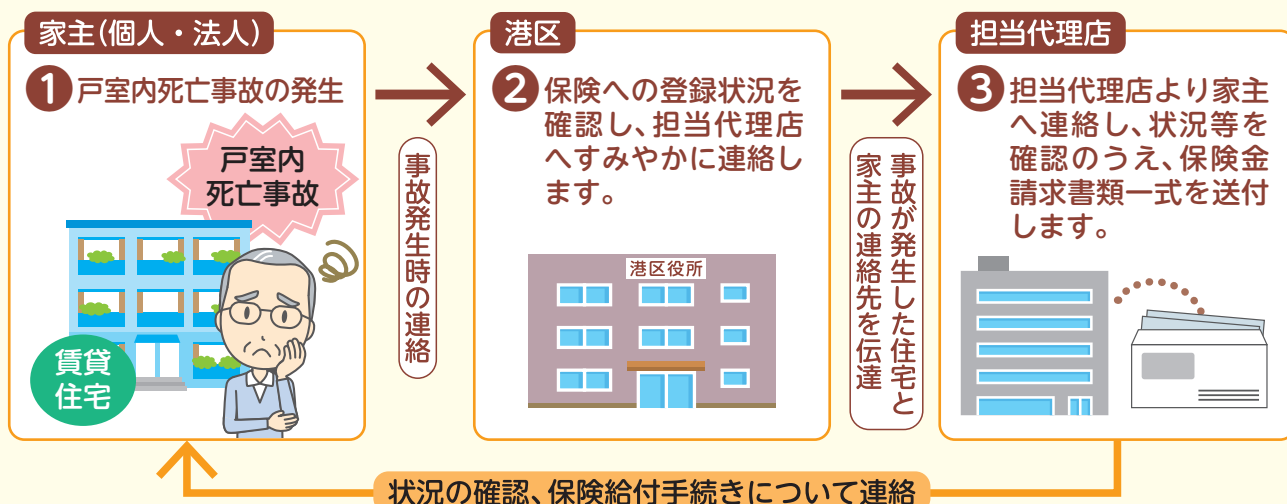 家主(個人・法人)
❶戸室内死亡事故の発生
戸室内
死亡事故
賃貸
住宅
事故発生時の連絡
港区
❷保険への登録状況を
確認し、担当代理店
へすみやかに連絡し
ます。
港区役所
事故が発生した住宅と
家主の連絡先を伝達
担当代理店
❸担当代理店より家主
へ連絡し、状況等を
確認のうえ、保険金
請求書類一式を送付
します。
状況の確認、保険給付手続きについて連絡